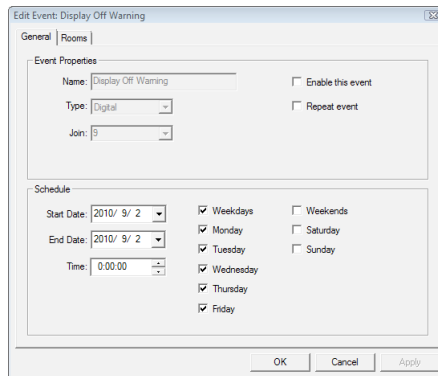 Edit Event: Display Off Warning
General Rooms
Event Properties
Name: Display Off Warning Enable this event
Type: Digital Repeat event
Join: 9
Schedule
Start Date: 2010/ 9/ 2 Weekdays Weekends
Monday Saturday
End Date: 2010/ 9/ 2 Tuesday Sunday
Time: 0:00:00 Wednesday
Thursday
Friday
OK Cancel Apply